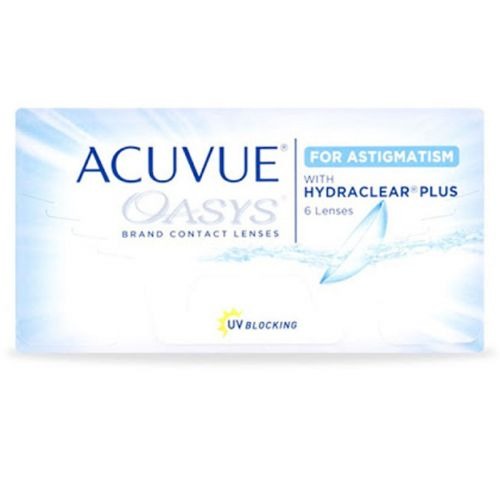 ACUVUE®
OASYS®
BRAND CONTACT LENSES
FOR ASTIGMATISM
WITH
HYDRACLEAR® PLUS
6 Lenses
UV BLOCKING